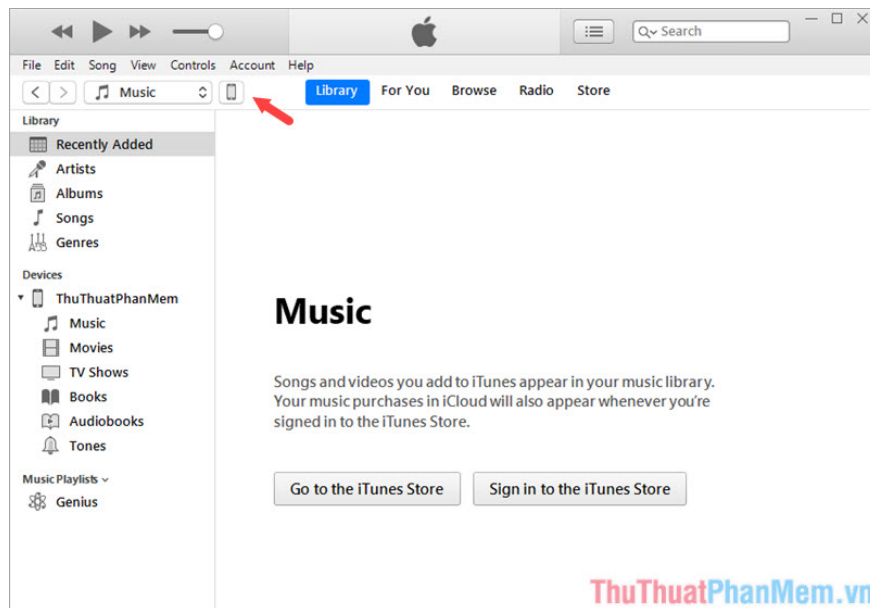 Search
File Edit Song View Controls Account Help
Music
Library For You Browse Radio Store
Library
Recently Added
Artists
Albums
Songs
Genres
Devices
ThuThuatPhanMem
Music
Movies
TV Shows
Books
Audiobooks
Tones
Music Playlists
Genius
Music
Songs and videos you add to iTunes appear in your music library.
Your music purchases in iCloud will also appear whenever you're
signed in to the iTunes Store.
Go to the iTunes Store Sign in to the iTunes Store
ThuThuatPhanMem.vn